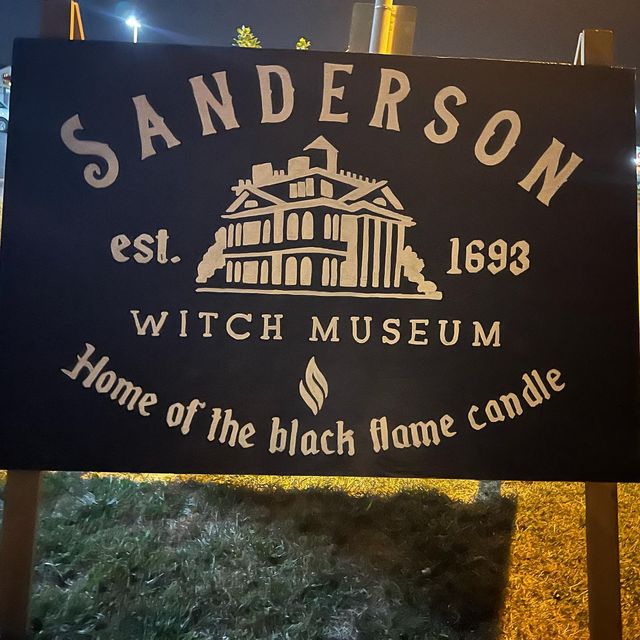 SANDERSON
est. 1693
WITCH MUSEUM
Home of the black flame candle